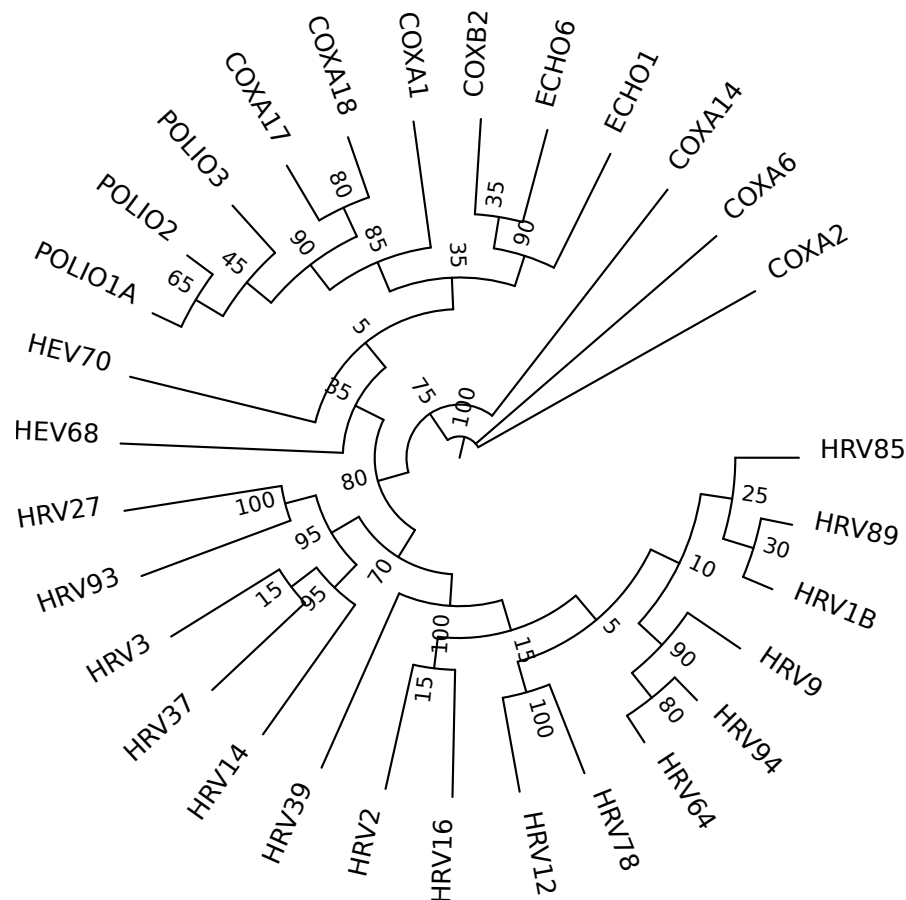 COXB2
COXA1
COXA18
ECHO6
ECHO1
COXA17
COXA14
POLIO3
COXA6
POLIO2
80
35
COXA2
85
90
90
35
45
POLIO1A
65
5
HEV70
35
75
100
HEV68
HRV85
80
25
100
HRV27
HRV89
95
30
70
10
HRV93
15
95
HRV1B
5
100
HRV3
15
90
HRV9
15
80
100
HRV37
HRV94
HRV14
HRV64
HRV39
HRV2
HRV16
HRV12
HRV78